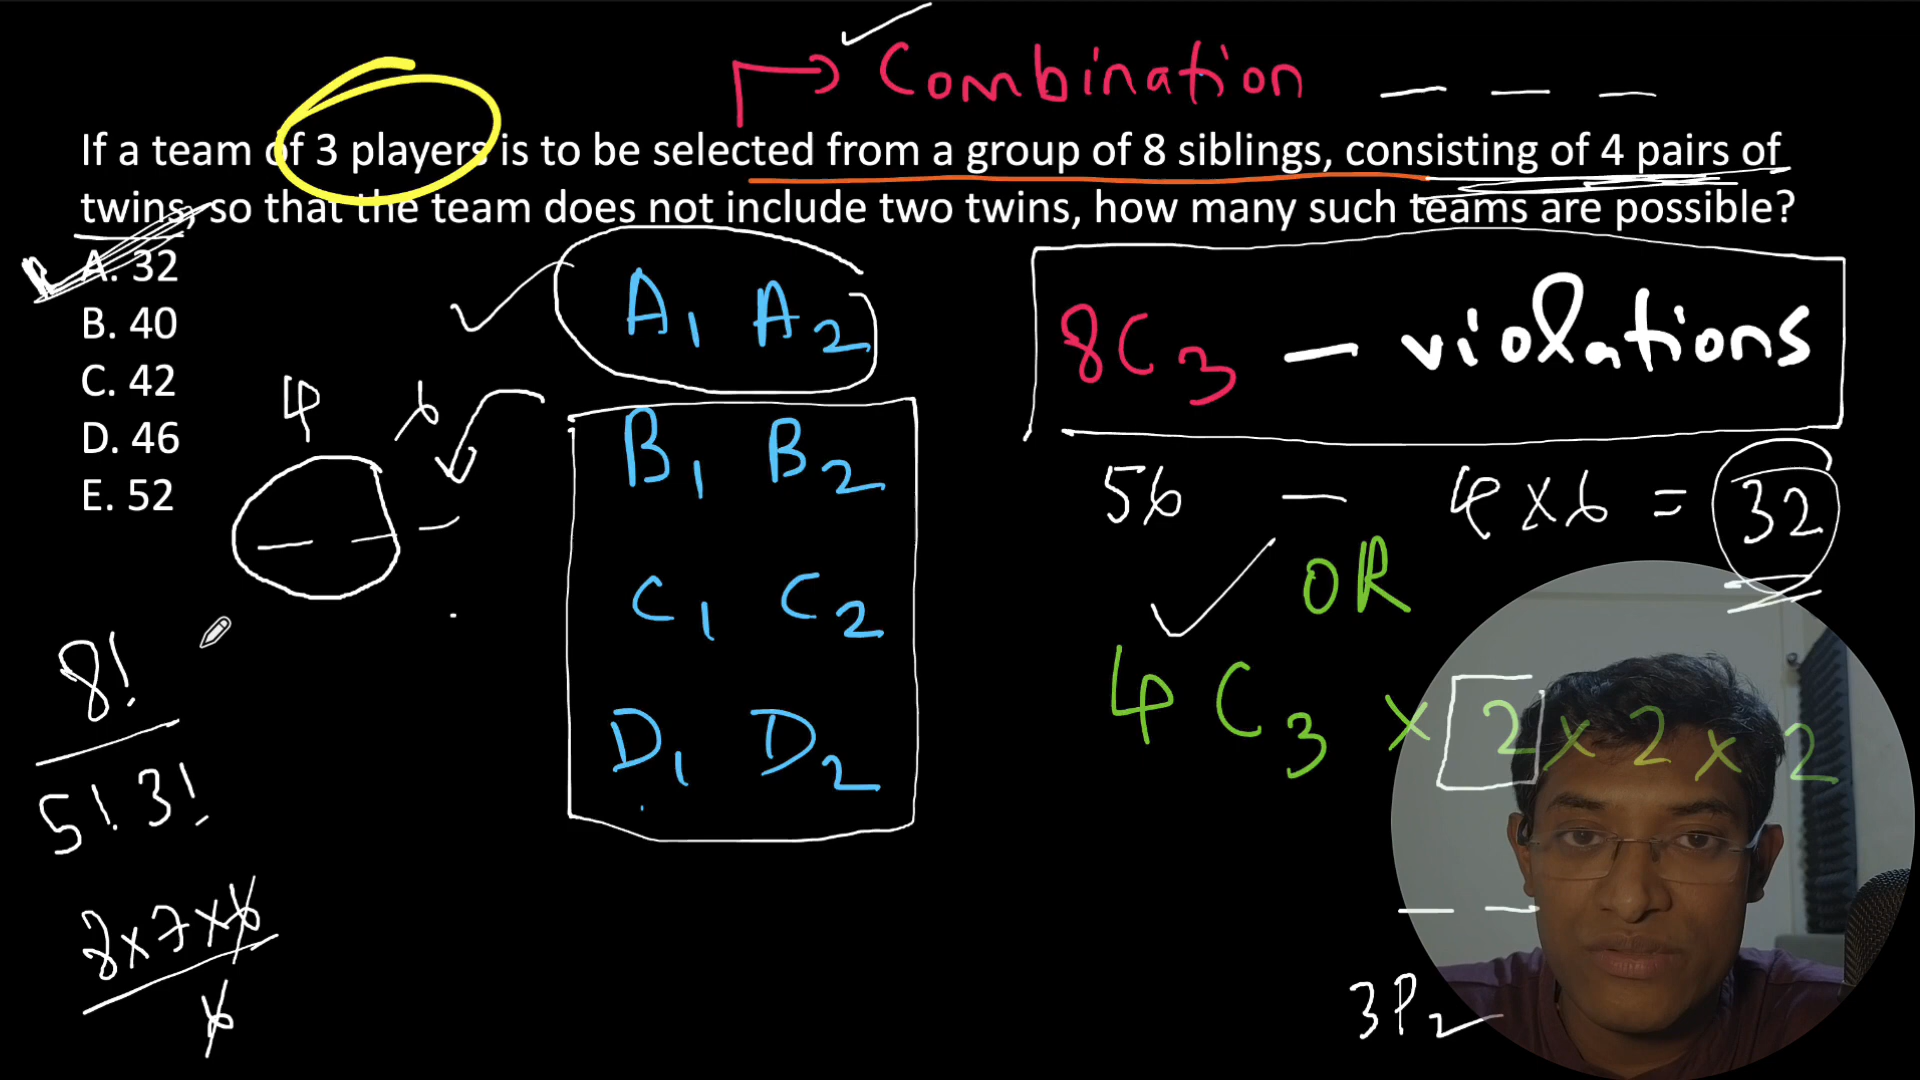 Combination _ _ _
If a team of 3 players is to be selected from a group of 8 siblings, consisting of 4 pairs of
twins, so that the team does not include two twins, how many such teams are possible?
A. 32
B. 40
C. 42
D. 46
E. 52
A1 A2
B1 B2
C1 C2
D1 D2
8C3 — violations
56 — 4 x 6 = 32
OR
4C3 x 2 x 2 x 2
3P2
4 6
_ _ _
8!
5! 3!
8x7x6
6